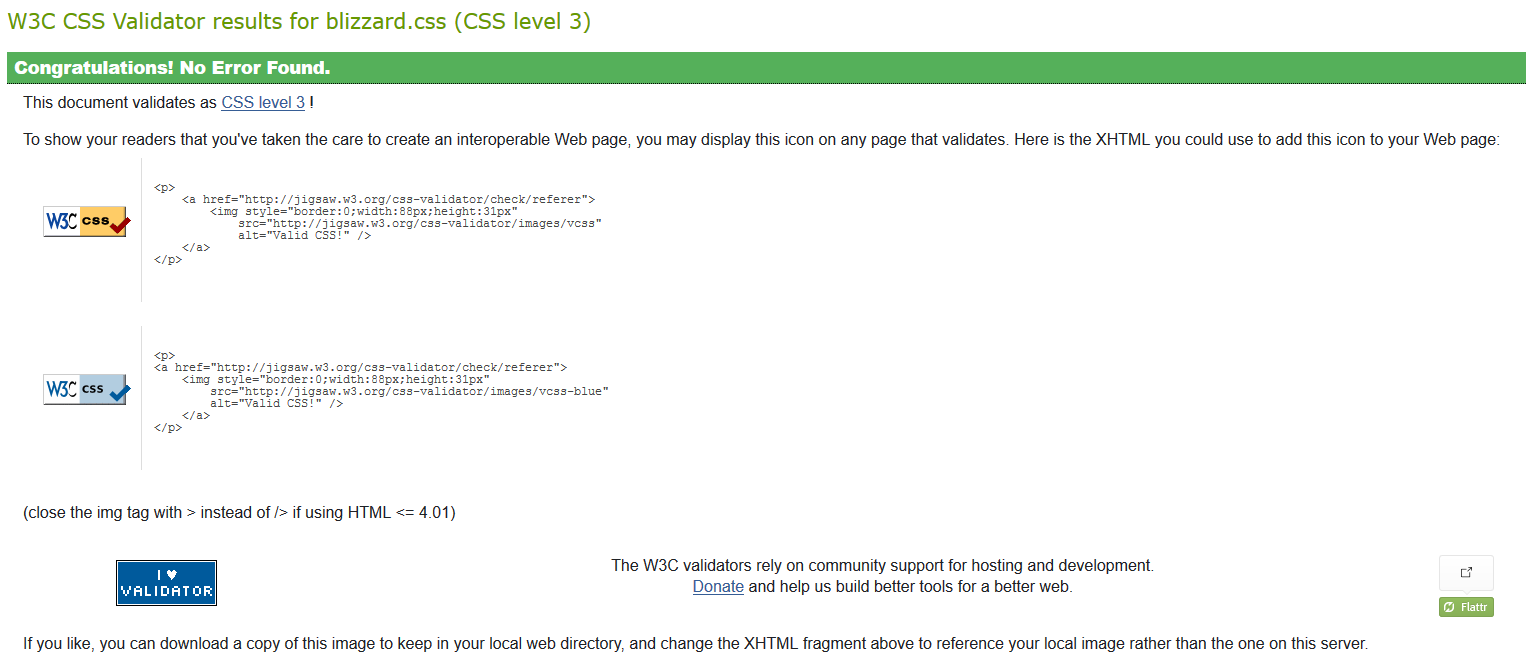 W3C CSS Validator results for blizzard.css (CSS level 3)
Congratulations! No Error Found.
This document validates as CSS level 3 !
To show your readers that you've taken the care to create an interoperable Web page, you may display this icon on any page that validates. Here is the XHTML you could use to add this icon to your Web page:
W3C css
<p>
<a href="http://jigsaw.w3.org/css-validator/check/referer">
<img style="border:0;width:88px;height:31px"
src="http://jigsaw.w3.org/css-validator/images/vcss"
alt="Valid CSS!" />
</a>
</p>
W3C css
<p>
<a href="http://jigsaw.w3.org/css-validator/check/referer">
<img style="border:0;width:88px;height:31px"
src="http://jigsaw.w3.org/css-validator/images/vcss-blue"
alt="Valid CSS!" />
</a>
</p>
(close the img tag with > instead of /> if using HTML <= 4.01)
I ♥
VALIDATOR
The W3C validators rely on community support for hosting and development.
Donate and help us build better tools for a better web.
Flattr
If you like, you can download a copy of this image to keep in your local web directory, and change the XHTML fragment above to reference your local image rather than the one on this server.